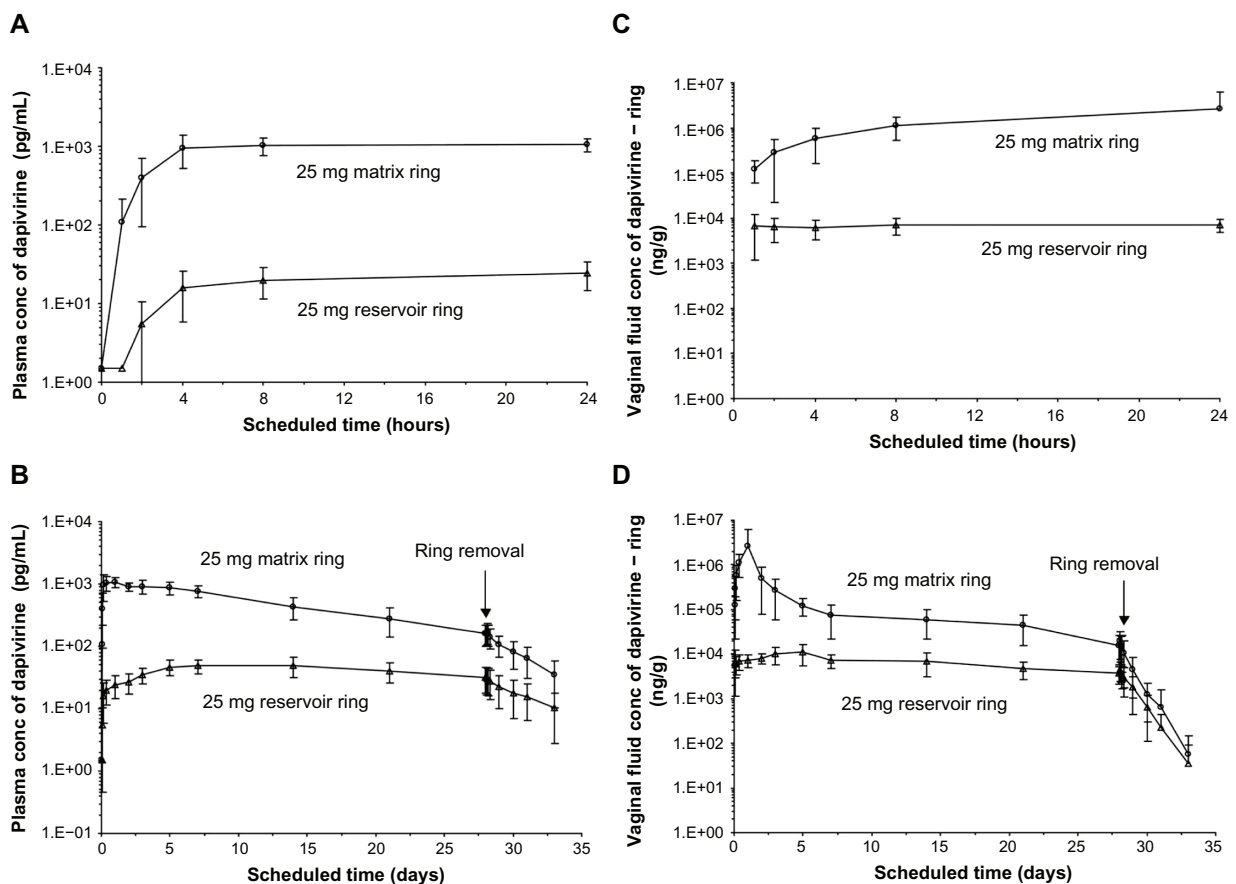 A
Plasma conc of dapivirine (pg/mL)
1.E+04
1.E+03
1.E+02
1.E+01
1.E+00
25 mg matrix ring
25 mg reservoir ring
0 4 8 12 16 20 24
Scheduled time (hours)
C
Vaginal fluid conc of dapivirine – ring
(ng/g)
1.E+07
1.E+06
1.E+05
1.E+04
1.E+03
1.E+02
1.E+01
1.E+00
25 mg matrix ring
25 mg reservoir ring
0 4 8 12 16 20 24
Scheduled time (hours)
B
Plasma conc of dapivirine (pg/mL)
1.E+04
1.E+03
1.E+02
1.E+01
1.E+00
1.E−01
25 mg matrix ring
Ring removal
25 mg reservoir ring
0 5 10 15 20 25 30 35
Scheduled time (days)
D
Vaginal fluid conc of dapivirine – ring
(ng/g)
1.E+07
1.E+06
1.E+05
1.E+04
1.E+03
1.E+02
1.E+01
1.E+00
Ring removal
25 mg matrix ring
25 mg reservoir ring
0 5 10 15 20 25 30 35
Scheduled time (days)